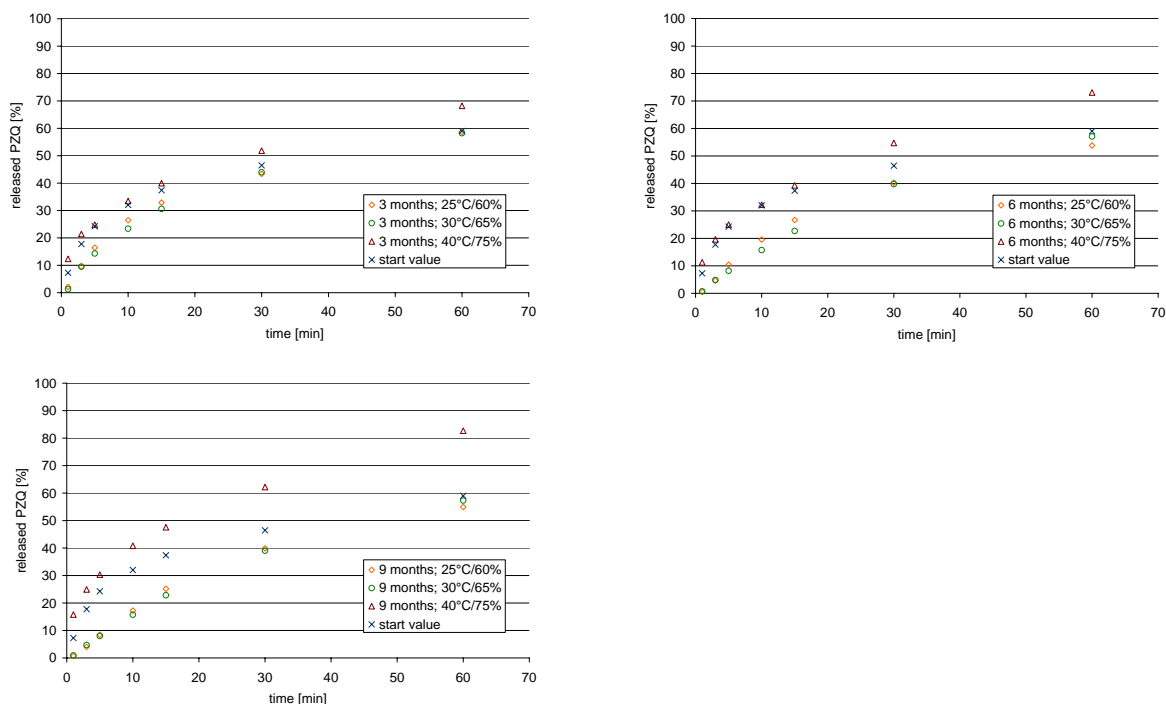 100
90
80
70
60
50
40
30
20
10
0
released PZQ [%]
3 months; 25°C/60%
3 months; 30°C/65%
3 months; 40°C/75%
start value
0 10 20 30 40 50 60 70
time [min]
100
90
80
70
60
50
40
30
20
10
0
released PZQ [%]
6 months; 25°C/60%
6 months; 30°C/65%
6 months; 40°C/75%
start value
0 10 20 30 40 50 60 70
time [min]
100
90
80
70
60
50
40
30
20
10
0
released PZQ [%]
9 months; 25°C/60%
9 months; 30°C/65%
9 months; 40°C/75%
start value
0 10 20 30 40 50 60 70
time [min]